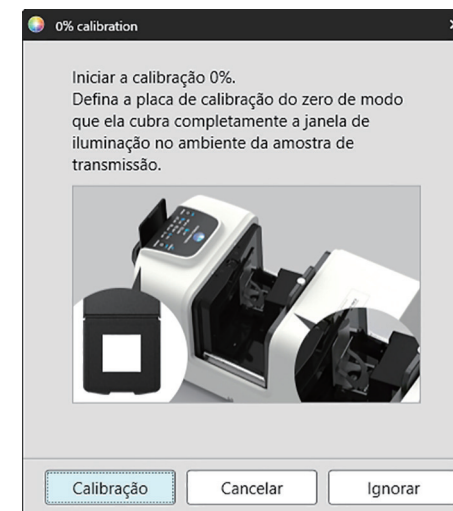 0% calibration
Iniciar a calibração 0%.
Defina a placa de calibração do zero de modo
que ela cubra completamente a janela de
iluminação no ambiente da amostra de
transmissão.
Calibração
Cancelar
Ignorar